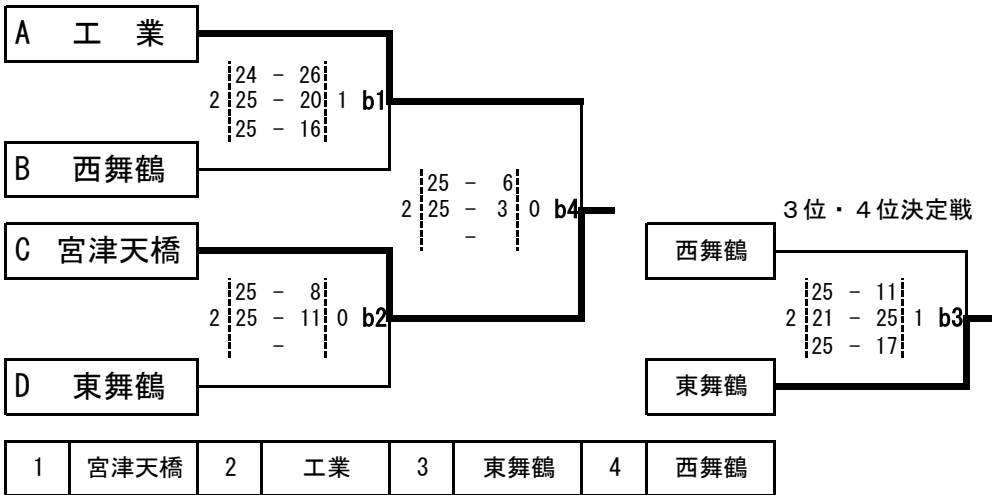 A 工 業
24 - 26
2 25 - 20 1 b1
25 - 16
B 西舞鶴
25 - 6
2 25 - 3 0 b4
-
３位・４位決定戦
C 宮津天橋
西舞鶴
25 - 8
2 25 - 11 0 b2
-
25 - 11
2 21 - 25 1 b3
25 - 17
D 東舞鶴
東舞鶴
1 宮津天橋 2 工業 3 東舞鶴 4 西舞鶴